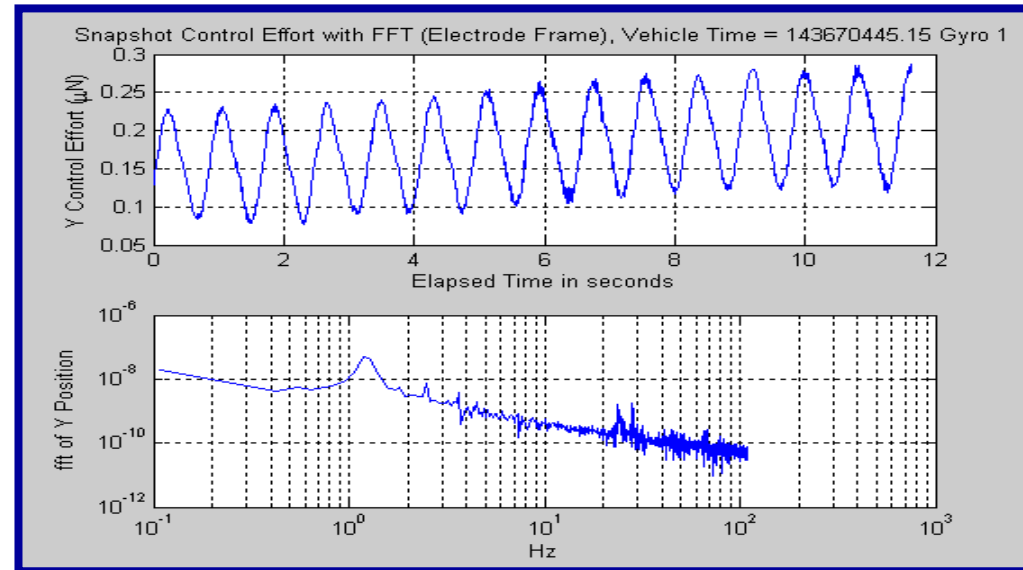 Snapshot Control Effort with FFT (Electrode Frame), Vehicle Time = 143670445.15 Gyro 1
Y Control Effort (μN)
0.3
0.25
0.2
0.15
0.1
0.05
0 2 4 6 8 10 12
Elapsed Time in seconds
fft of Y Position
10^-6
10^-8
10^-10
10^-12
10^-1 10^0 10^1 10^2 10^3
Hz